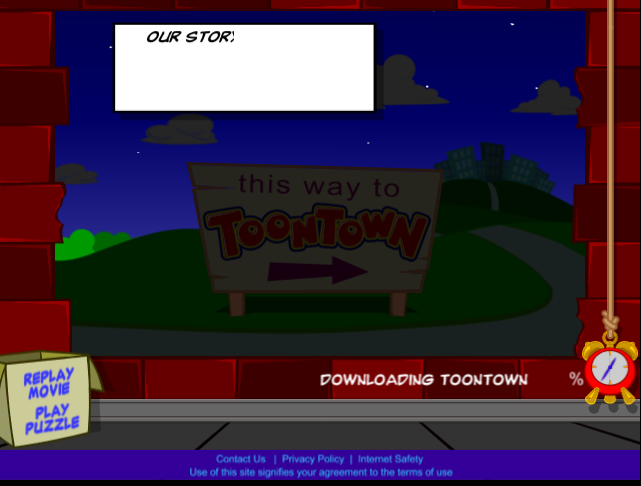 OUR STORY
this way to
TOONTOWN
DOWNLOADING TOONTOWN %
REPLAY
MOVIE
PLAY
PUZZLE
Contact Us | Privacy Policy | Internet Safety
Use of this site signifies your agreement to the terms of use